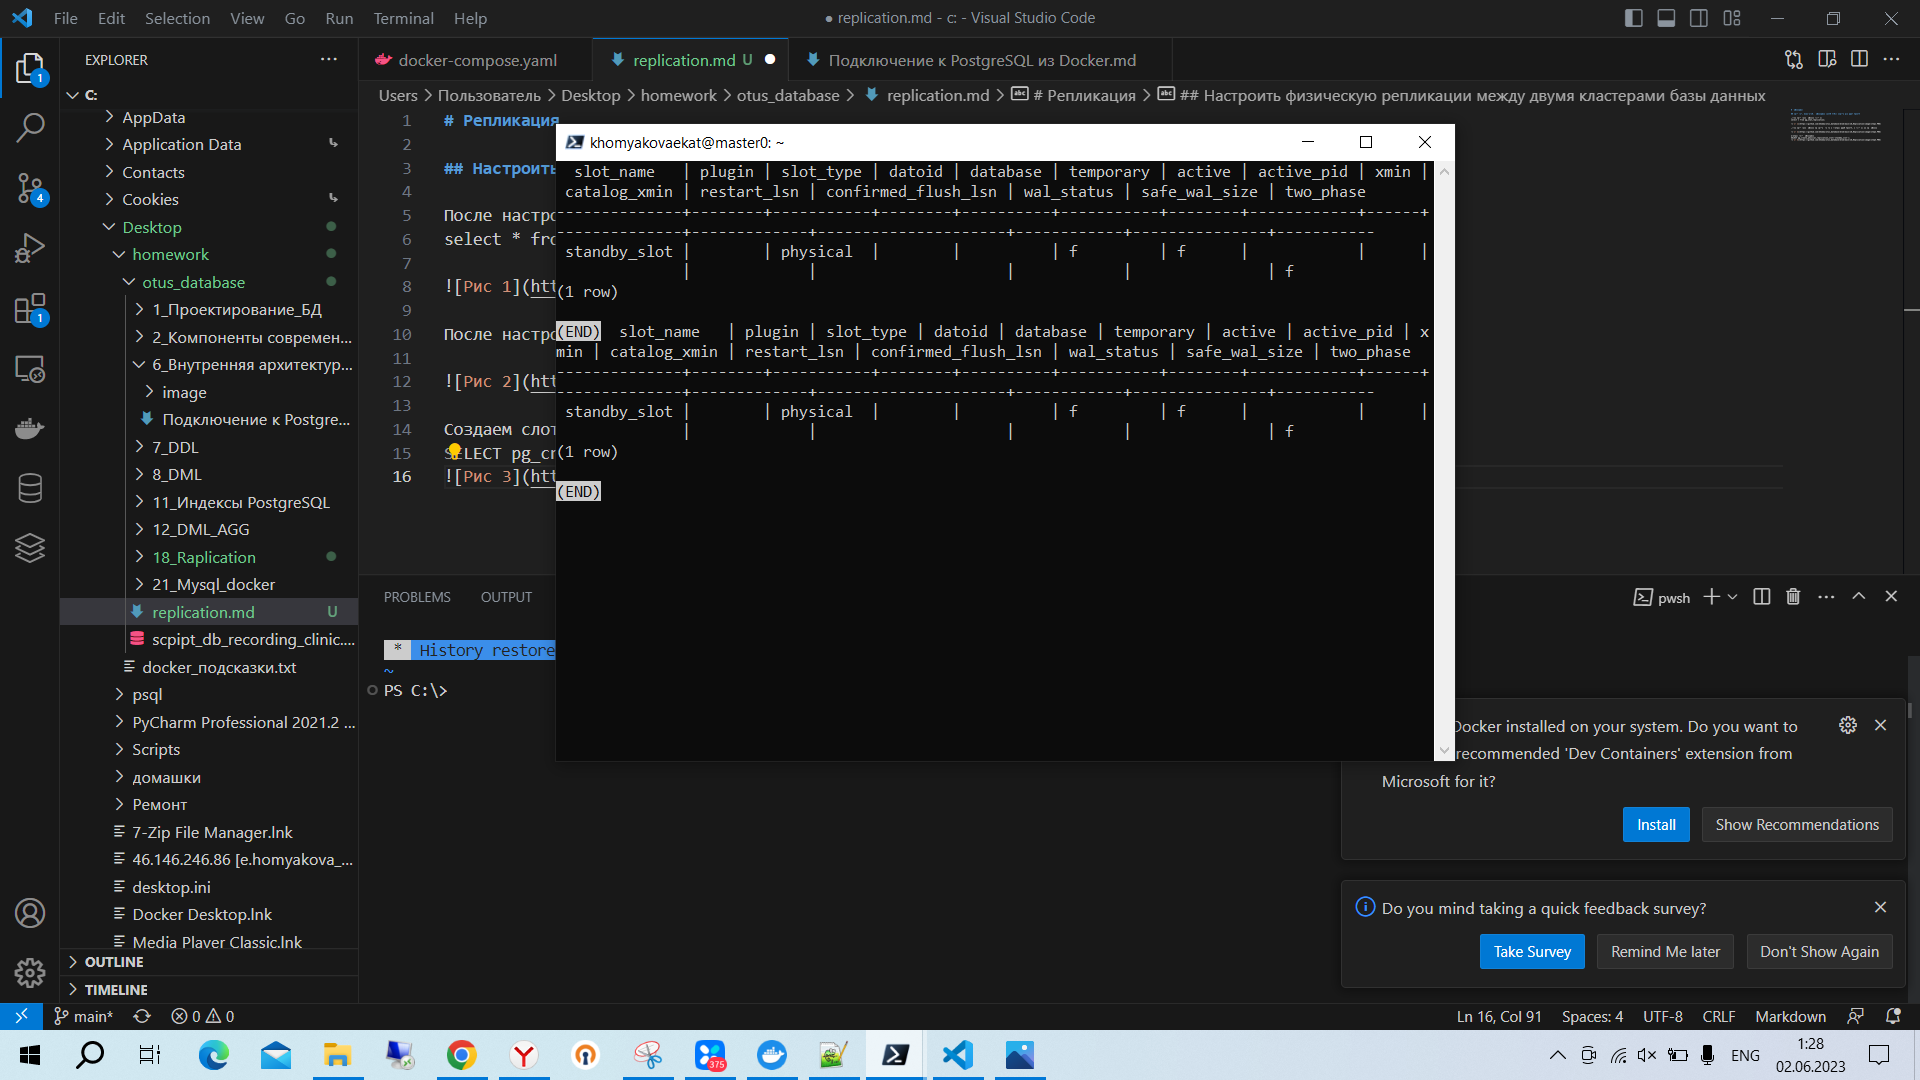 File Edit Selection View Go Run Terminal Help
● replication.md - c: - Visual Studio Code
EXPLORER
docker-compose.yaml
replication.md U
Подключение к PostgreSQL из Docker.md
Users > Пользователь > Desktop > homework > otus_database > replication.md > # Репликация > ## Настроить физическую репликации между двумя кластерами базы данных
C:
AppData
Application Data
Contacts
Cookies
Desktop
homework
otus_database
1_Проектирование_БД
2_Компоненты современ...
6_Внутренняя архитектур...
image
Подключение к Postgre...
7_DDL
8_DML
11_Индексы PostgreSQL
12_DML_AGG
18_Raplication
21_Mysql_docker
replication.md U
scpipt_db_recording_clinic....
docker_подсказки.txt
psql
PyCharm Professional 2021.2 ...
Scripts
домашки
Ремонт
7-Zip File Manager.lnk
46.146.246.86 [e.homyakova_...
desktop.ini
Docker Desktop.lnk
Media Player Classic.lnk
OUTLINE
TIMELINE
1 # Репликация
2
3 ## Настроить
4
5 После настро
6 select * fro
7
8 ![Рис 1](htt
9
10 После настро
11
12 ![Рис 2](htt
13
14 Создаем слот
15 SELECT pg_cr
16 ![Рис 3](htt
khomyakovaekat@master0: ~
slot_name | plugin | slot_type | datoid | database | temporary | active | active_pid | xmin |
catalog_xmin | restart_lsn | confirmed_flush_lsn | wal_status | safe_wal_size | two_phase
--------------+--------+-----------+--------+----------+-----------+--------+------------+------+
--------------+-------------+---------------------+------------+---------------+-----------
standby_slot | | physical | | | f | f | | |
| | | | | f
(1 row)
(END) slot_name | plugin | slot_type | datoid | database | temporary | active | active_pid | x
min | catalog_xmin | restart_lsn | confirmed_flush_lsn | wal_status | safe_wal_size | two_phase
--------------+--------+-----------+--------+----------+-----------+--------+------------+------+
--------------+-------------+---------------------+------------+---------------+-----------
standby_slot | | physical | | | f | f | | |
| | | | | f
(1 row)
(END)
PROBLEMS OUTPUT
pwsh
* History restore
~
PS C:\>
Docker installed on your system. Do you want to
recommended 'Dev Containers' extension from
Microsoft for it?
Install
Show Recommendations
Do you mind taking a quick feedback survey?
Take Survey
Remind Me later
Don't Show Again
main* 0 0
Ln 16, Col 91 Spaces: 4 UTF-8 CRLF Markdown
1
4
1
375
ENG
1:28
02.06.2023